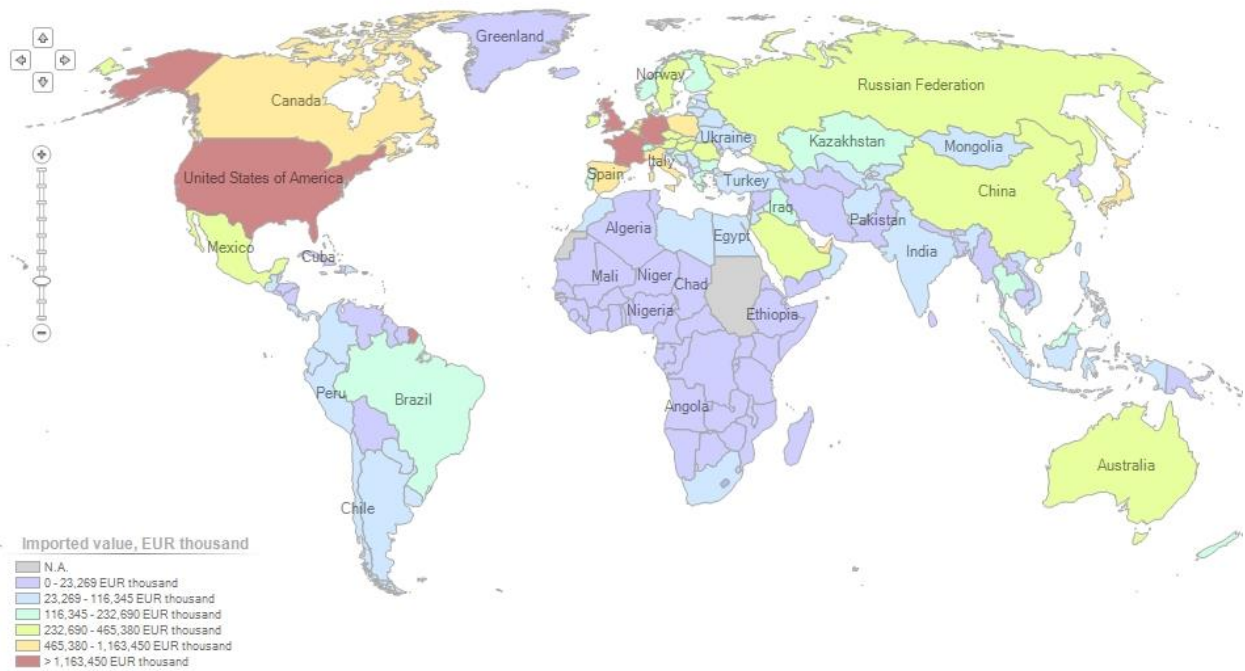 Greenland
Norway
Russian Federation
Canada
Ukraine
Kazakhstan
Mongolia
United States of America
Spain
Italy
Turkey
China
Mexico
Cuba
Algeria
Egypt
Iraq
Pakistan
India
Mali
Niger
Chad
Nigeria
Ethiopia
Peru
Brazil
Angola
Australia
Chile
Imported value, EUR thousand
N.A.
0 - 23,269 EUR thousand
23,269 - 116,345 EUR thousand
116,345 - 232,690 EUR thousand
232,690 - 465,380 EUR thousand
465,380 - 1,163,450 EUR thousand
> 1,163,450 EUR thousand